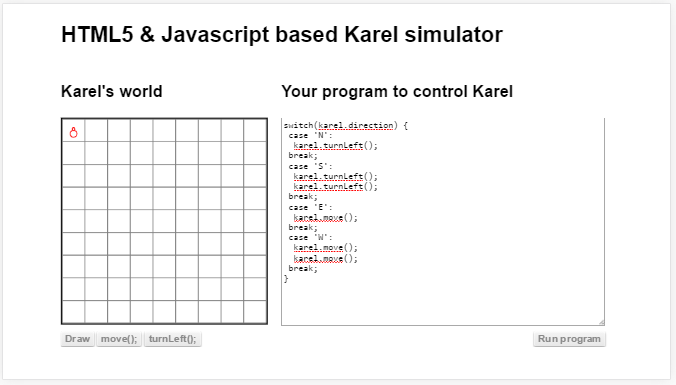 HTML5 & Javascript based Karel simulator
Karel's world
Your program to control Karel
switch(karel.direction) {
case 'N':
karel.turnLeft();
break;
case 'S':
karel.turnLeft();
karel.turnLeft();
break;
case 'E':
karel.move();
break;
case 'W':
karel.move();
karel.move();
break;
}
Draw
move();
turnLeft();
Run program